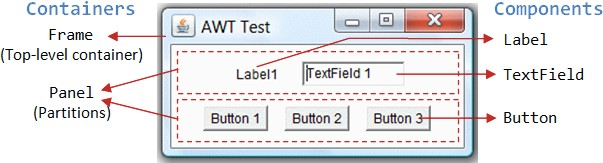 Containers
Components
Frame
(Top-level container)
AWT Test
Label
Label1
TextField 1
TextField
Panel
(Partitions)
Button 1
Button 2
Button 3
Button